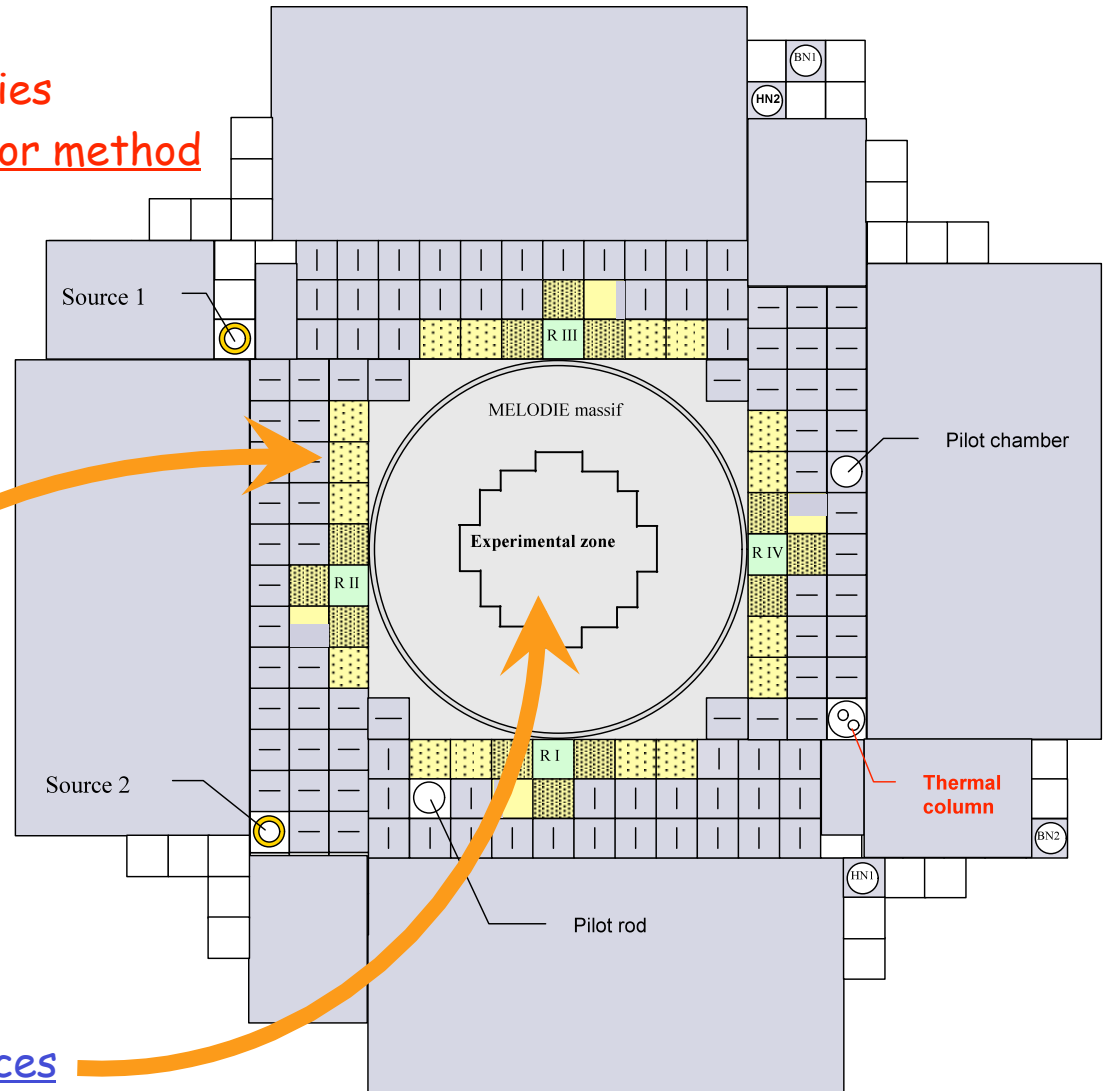 ies
or method
BN1
HN2
Source 1
R III
MELODIE massif
Pilot chamber
Experimental zone
R IV
R II
R I
Source 2
Thermal
column
BN2
HN1
Pilot rod
ces